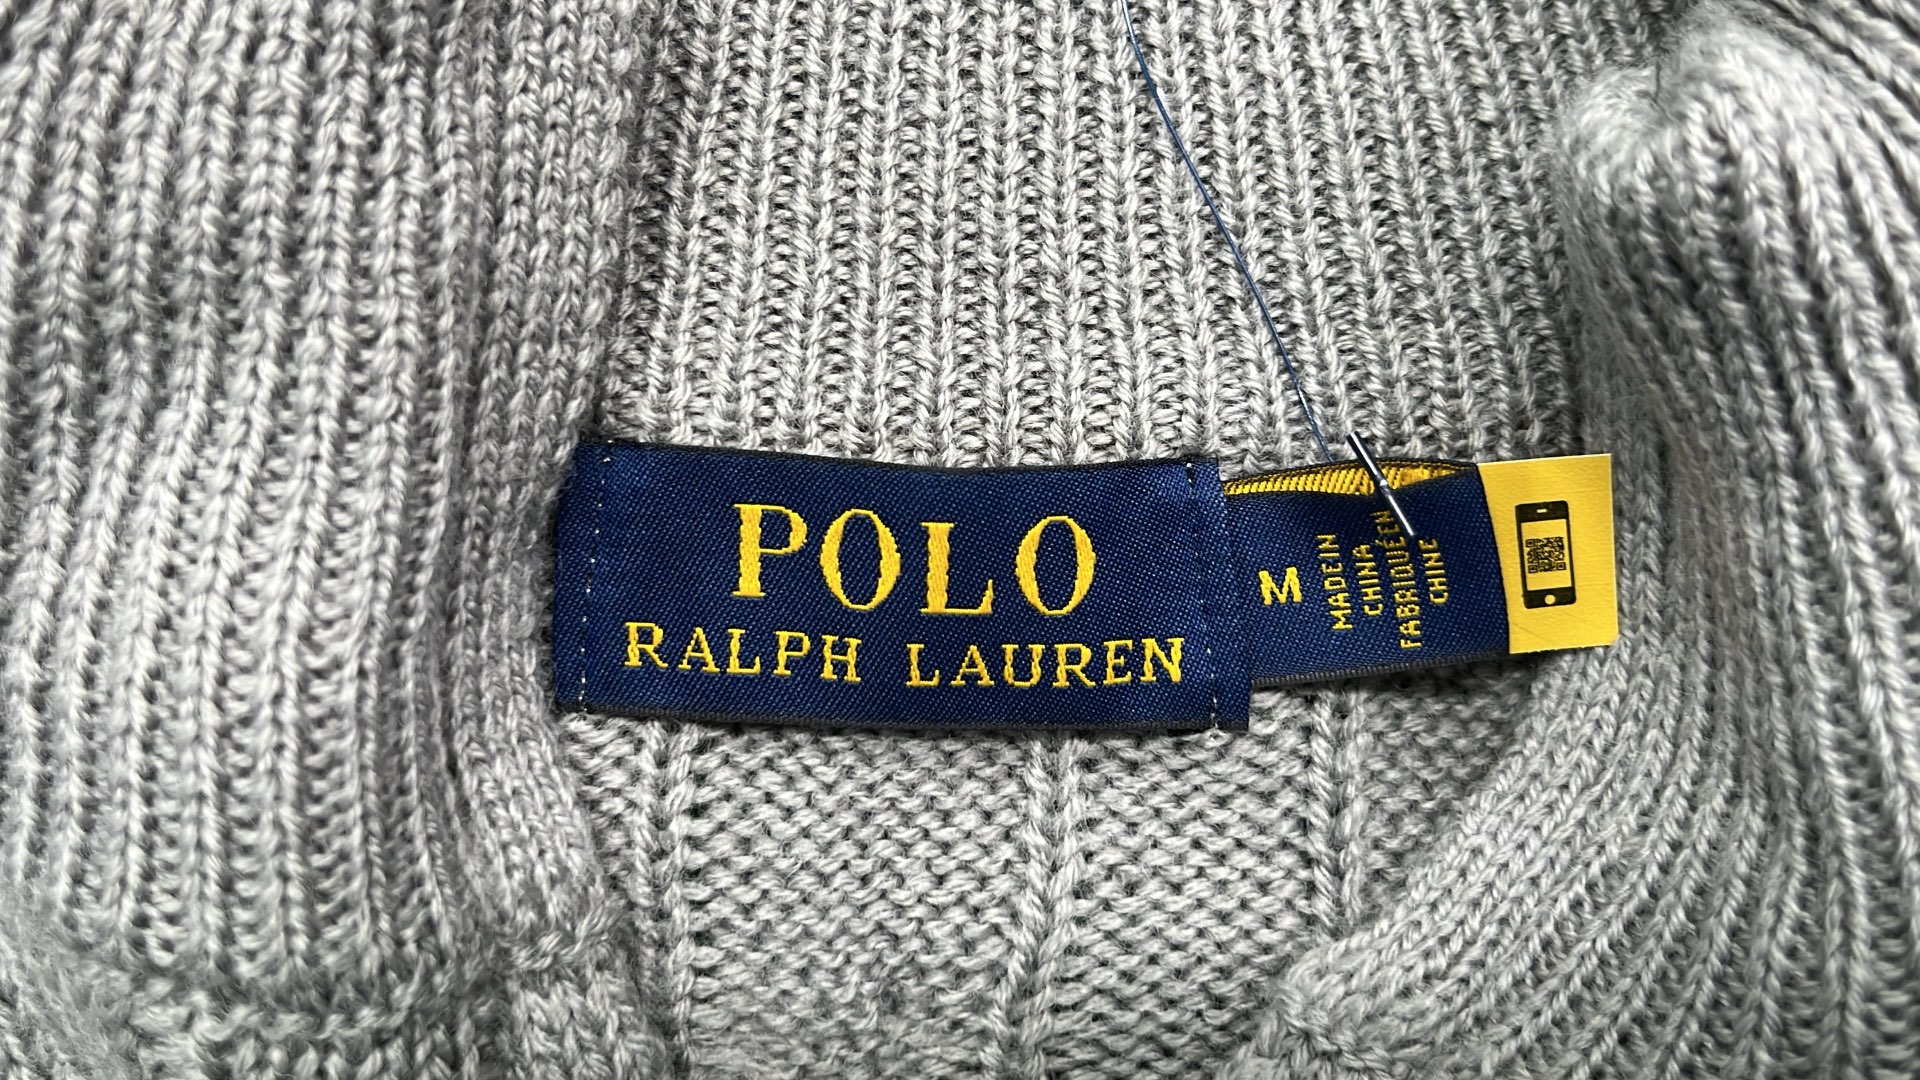 POLO
RALPH LAUREN
M
MADE IN
CHINA
FABRIQUÉ EN
CHINE